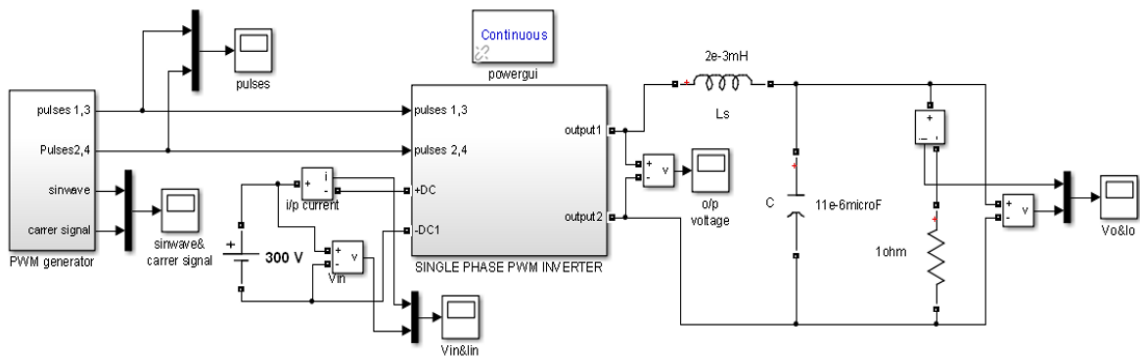 Continuous
powergui
pulses
2e-3mH
Ls
pulses 1,3
Pulses2,4
sinwave
carrer signal
PWM generator
sinwave&
carrer signal
pulses 1,3
pulses 2,4
+DC
-DC1
output1
output2
SINGLE PHASE PWM INVERTER
+
-
i
i/p current
+
300 V
+
-
v
Vin
Vin&Iin
+
-
v
o/p
voltage
+
C
11e-6microF
+
+
i
-
+
1ohm
+
-
v
Vo&Io